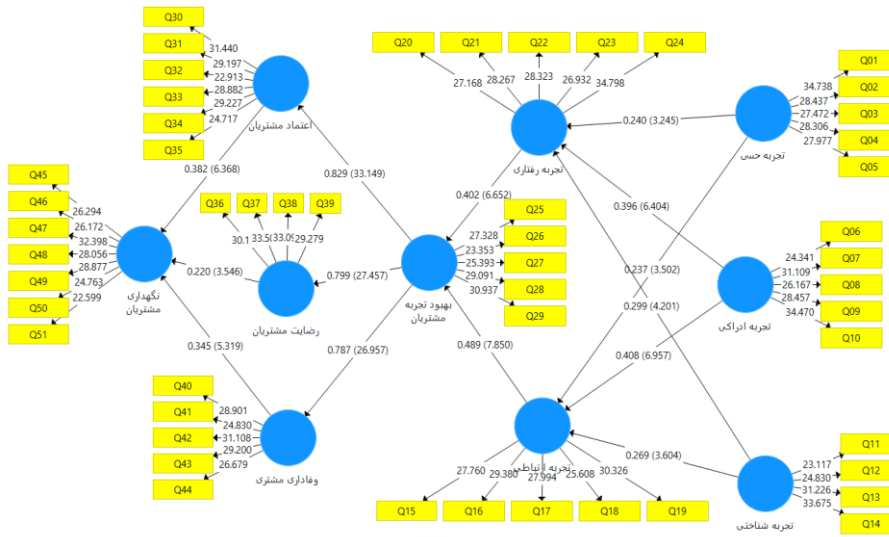 Q30
Q31
Q32
Q33
Q34
Q35
31.440
29.197
22.913
28.882
29.227
24.717
اعتماد مشتریان
Q20
Q21
Q22
Q23
Q24
27.168
28.267
28.323
26.932
34.798
تجربه رفتاری
Q01
Q02
Q03
Q04
Q05
34.738
28.437
27.472
28.306
27.977
تجربه حسی
0.240 (3.245)
0.382 (6.368)
0.829 (33.149)
0.402 (6.652)
0.396 (6.404)
Q45
Q46
Q47
Q48
Q49
Q50
Q51
26.294
26.172
32.398
28.056
28.877
24.763
22.599
نگهداری
مشتریان
Q36
Q37
Q38
Q39
29.279
رضایت مشتریان
0.220 (3.546)
0.799 (27.457)
Q25
Q26
Q27
Q28
Q29
27.328
23.353
25.393
29.091
30.937
بهبود تجربه
مشتریان
0.237 (3.502)
0.299 (4.201)
Q06
Q07
Q08
Q09
Q10
24.341
31.109
26.167
28.457
34.470
تجربه ادراکی
0.345 (5.319)
0.787 (26.957)
0.489 (7.850)
0.408 (6.957)
Q40
Q41
Q42
Q43
Q44
28.901
24.830
31.108
29.200
26.679
وفاداری مشتری
تجربه ارتباطی
27.760
29.380
27.994
25.608
30.326
Q15
Q16
Q17
Q18
Q19
0.269 (3.604)
Q11
Q12
Q13
Q14
23.117
24.830
31.226
33.675
تجربه شناختی